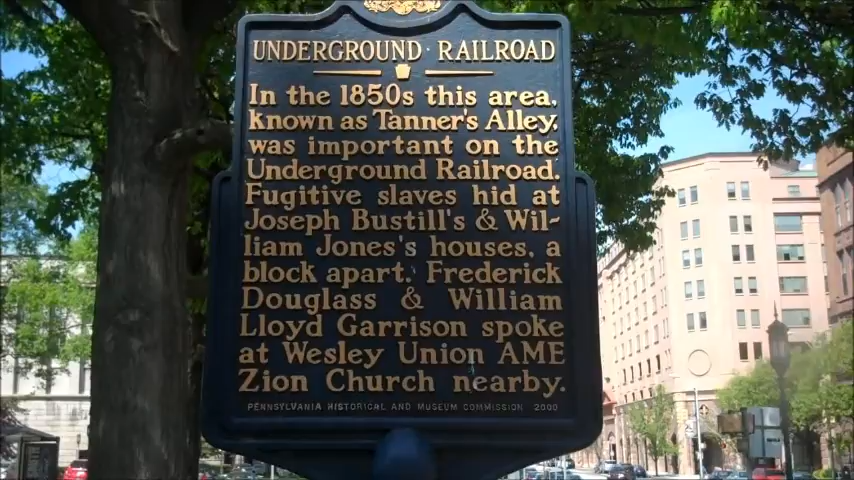 UNDERGROUND RAILROAD
In the 1850s this area,
known as Tanner's Alley,
was important on the
Underground Railroad.
Fugitive slaves hid at
Joseph Bustill's & Wil-
liam Jones's houses, a
block apart. Frederick
Douglass & William
Lloyd Garrison spoke
at Wesley Union AME
Zion Church nearby.
PENNSYLVANIA HISTORICAL AND MUSEUM COMMISSION 2000